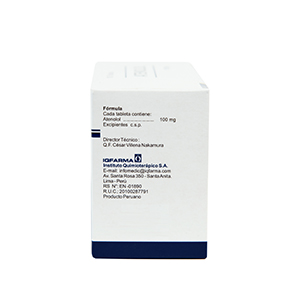 Fórmula
Cada tableta contiene:
Atenolol 100 mg
Excipientes c.s.p.
Director Técnico:
Q.F. César Villena Nakamura
IQFARMA
Instituto Quimioterápico S.A.
E-mail: infomedic@iqfarma.com
Av. Santa Rosa 350 - Santa Anita
Lima - Perú
RS Nº EN -01890
R.U.C.: 20100287791
Producto Peruano